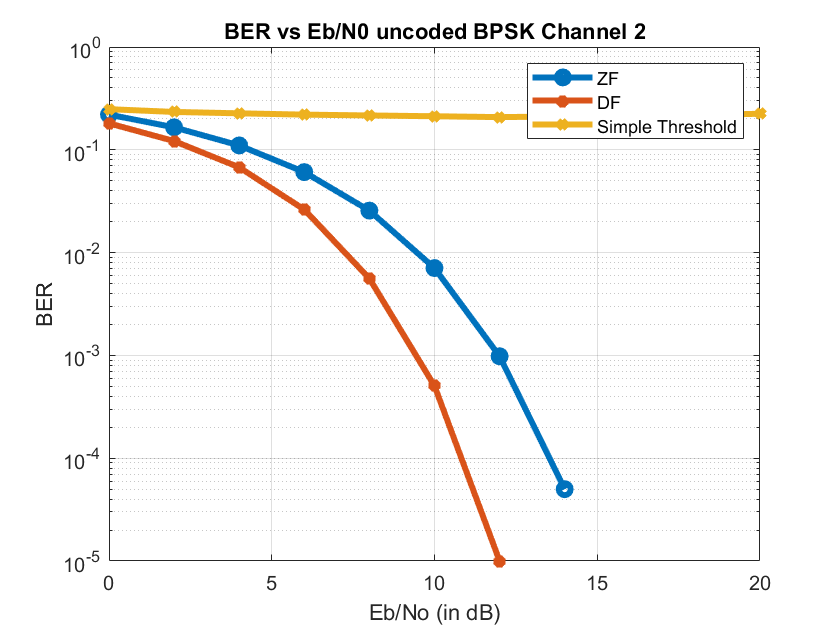 BER vs Eb/N0 uncoded BPSK Channel 2
ZF
DF
Simple Threshold
10^0
10^-1
10^-2
10^-3
10^-4
10^-5
BER
0 5 10 15 20
Eb/No (in dB)